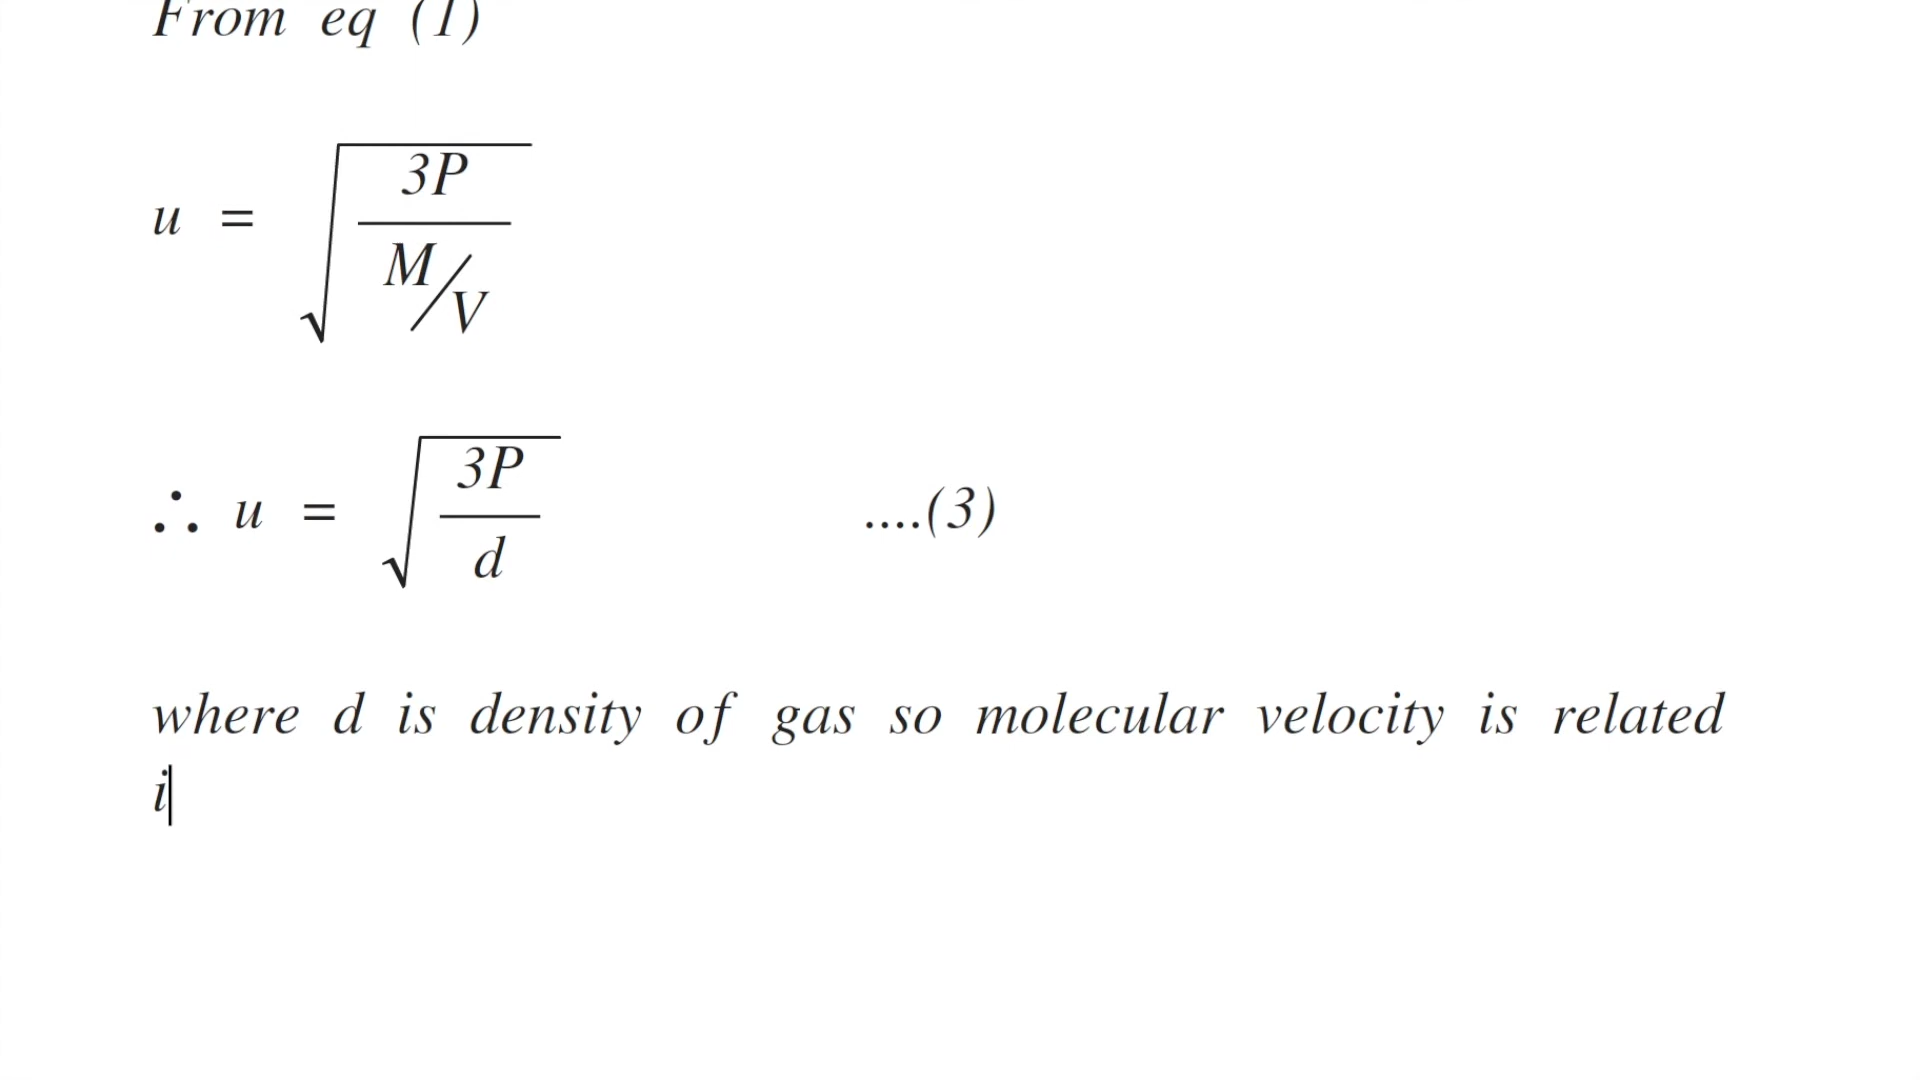 From eq (1)
u = √(3P / (M/V))
∴ u = √(3P / d) ....(3)
where d is density of gas so molecular velocity is related
i